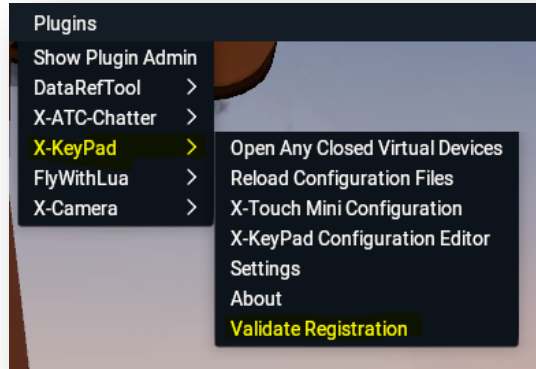 Plugins
Show Plugin Admin
DataRefTool >
X-ATC-Chatter >
X-KeyPad >
FlyWithLua >
X-Camera >
Open Any Closed Virtual Devices
Reload Configuration Files
X-Touch Mini Configuration
X-KeyPad Configuration Editor
Settings
About
Validate Registration